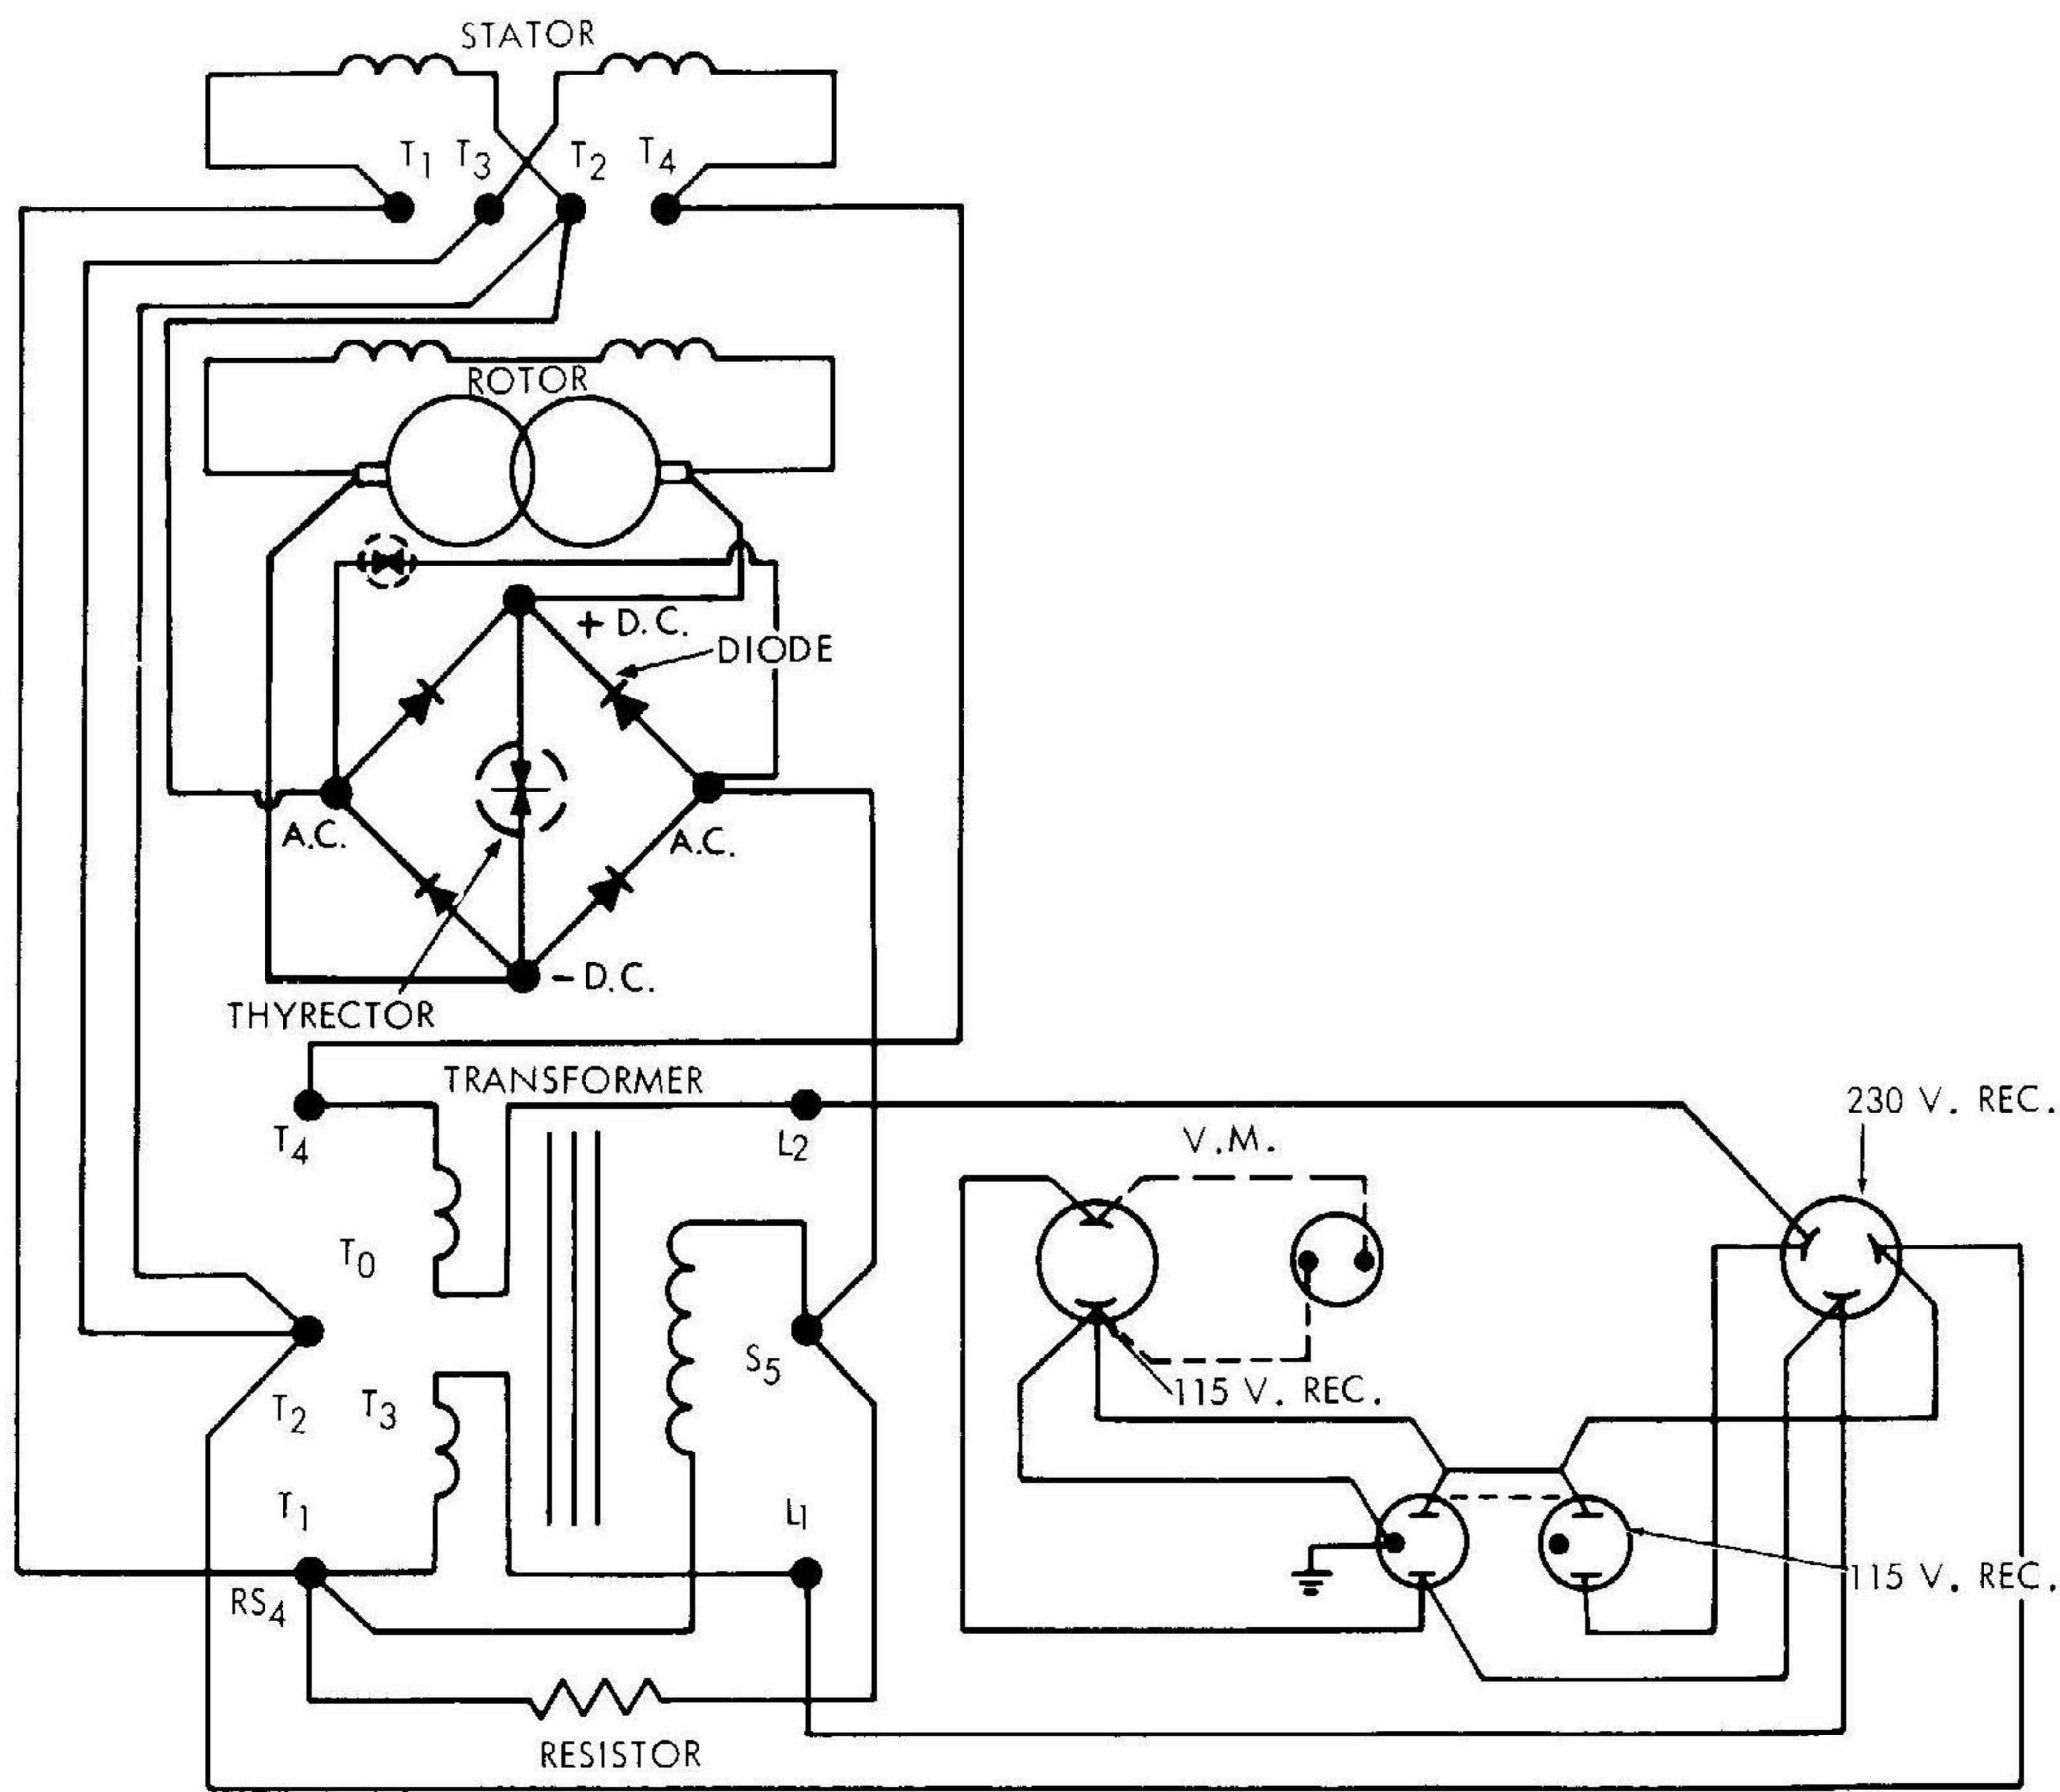 STATOR
T1 T3 T2 T4
ROTOR
+ D.C.
DIODE
A.C.
A.C.
- D.C.
THYRECTOR
TRANSFORMER
230 V. REC.
T4
L2
V.M.
T0
S5
115 V. REC.
T2
T3
T1
L1
115 V. REC.
RS4
RESISTOR